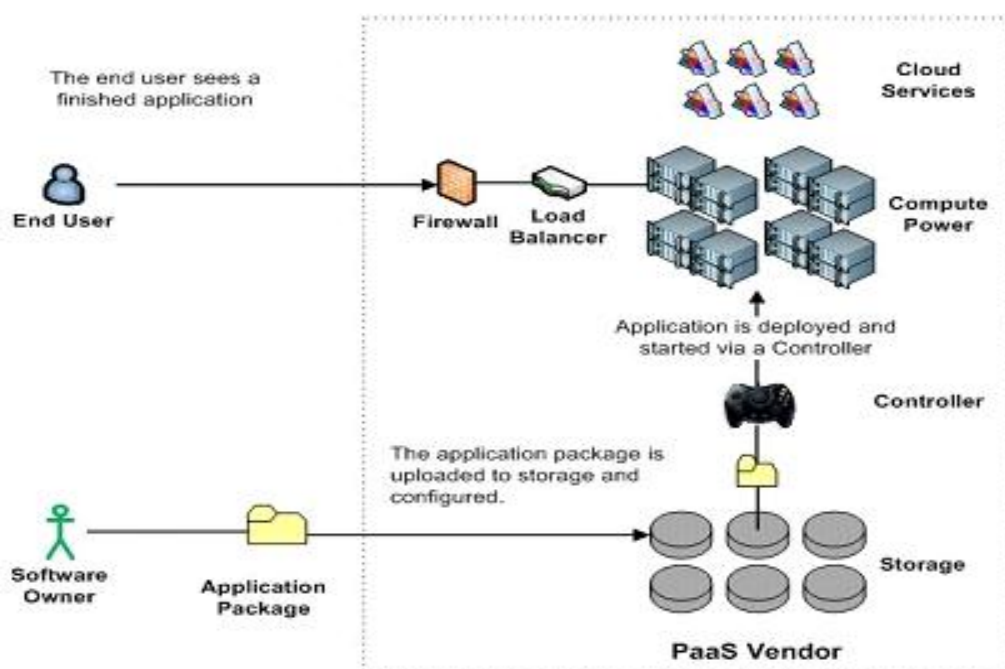 The end user sees a
finished application
Cloud
Services
End User
Firewall
Load
Balancer
Compute
Power
Application is deployed and
started via a Controller
Controller
The application package is
uploaded to storage and
configured.
Software
Owner
Application
Package
Storage
PaaS Vendor